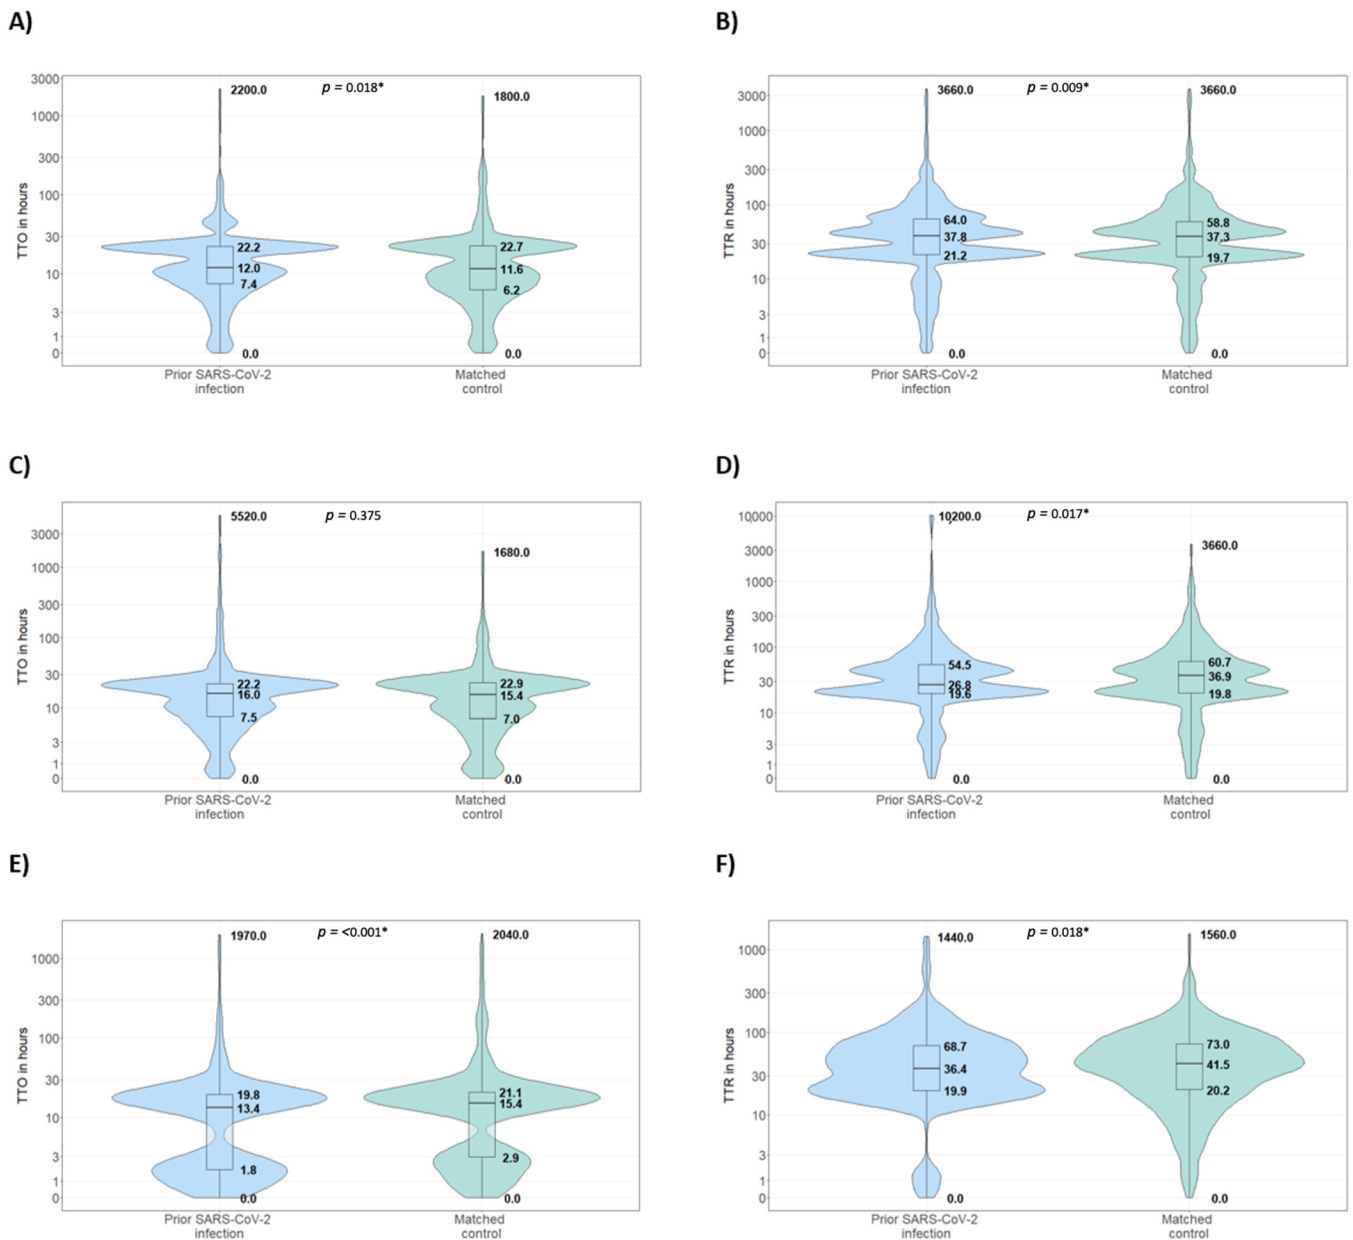 A)
B)
3000
2200.0
p = 0.018*
1800.0
1000
300
100
30
10
3
1
0
TTO in hours
22.2
12.0
7.4
0.0
22.7
11.6
6.2
0.0
Prior SARS-CoV-2
infection
Matched
control
3000
3660.0
p = 0.009*
3660.0
1000
300
100
30
10
3
1
0
TTR in hours
64.0
37.8
21.2
0.0
58.8
37.3
19.7
0.0
Prior SARS-CoV-2
infection
Matched
control
C)
D)
5520.0
p = 0.375
1680.0
3000
1000
300
100
30
10
3
1
0
TTO in hours
22.2
16.0
7.5
0.0
22.9
15.4
7.0
0.0
Prior SARS-CoV-2
infection
Matched
control
10000
10200.0
p = 0.017*
3660.0
3000
1000
300
100
30
10
3
1
0
TTR in hours
54.5
26.8
19.6
0.0
60.7
36.9
19.8
0.0
Prior SARS-CoV-2
infection
Matched
control
E)
F)
1970.0
p = <0.001*
2040.0
1000
300
100
30
10
3
1
0
TTO in hours
19.8
13.4
1.8
0.0
21.1
15.4
2.9
0.0
Prior SARS-CoV-2
infection
Matched
control
1440.0
p = 0.018*
1560.0
1000
300
100
30
10
3
1
0
TTR in hours
68.7
36.4
19.9
0.0
73.0
41.5
20.2
0.0
Prior SARS-CoV-2
infection
Matched
control